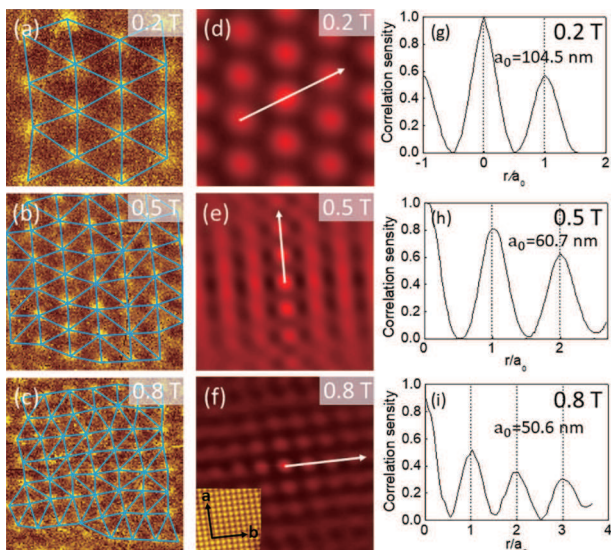 (a) 0.2 T
(d) 0.2 T
(g) 0.2 T
a₀=104.5 nm
Correlation sensity
1.0
0.8
0.6
0.4
0.2
0.0
-1 0 1 2
r/a₀
(b) 0.5 T
(e) 0.5 T
(h) 0.5 T
a₀=60.7 nm
Correlation sensity
1.0
0.8
0.6
0.4
0.2
0.0
0 1 2
r/a₀
(c) 0.8 T
(f) 0.8 T
a
b
(i) 0.8 T
a₀=50.6 nm
Correlation sensity
1.0
0.8
0.6
0.4
0.2
0.0
0 1 2 3 4
r/a₀